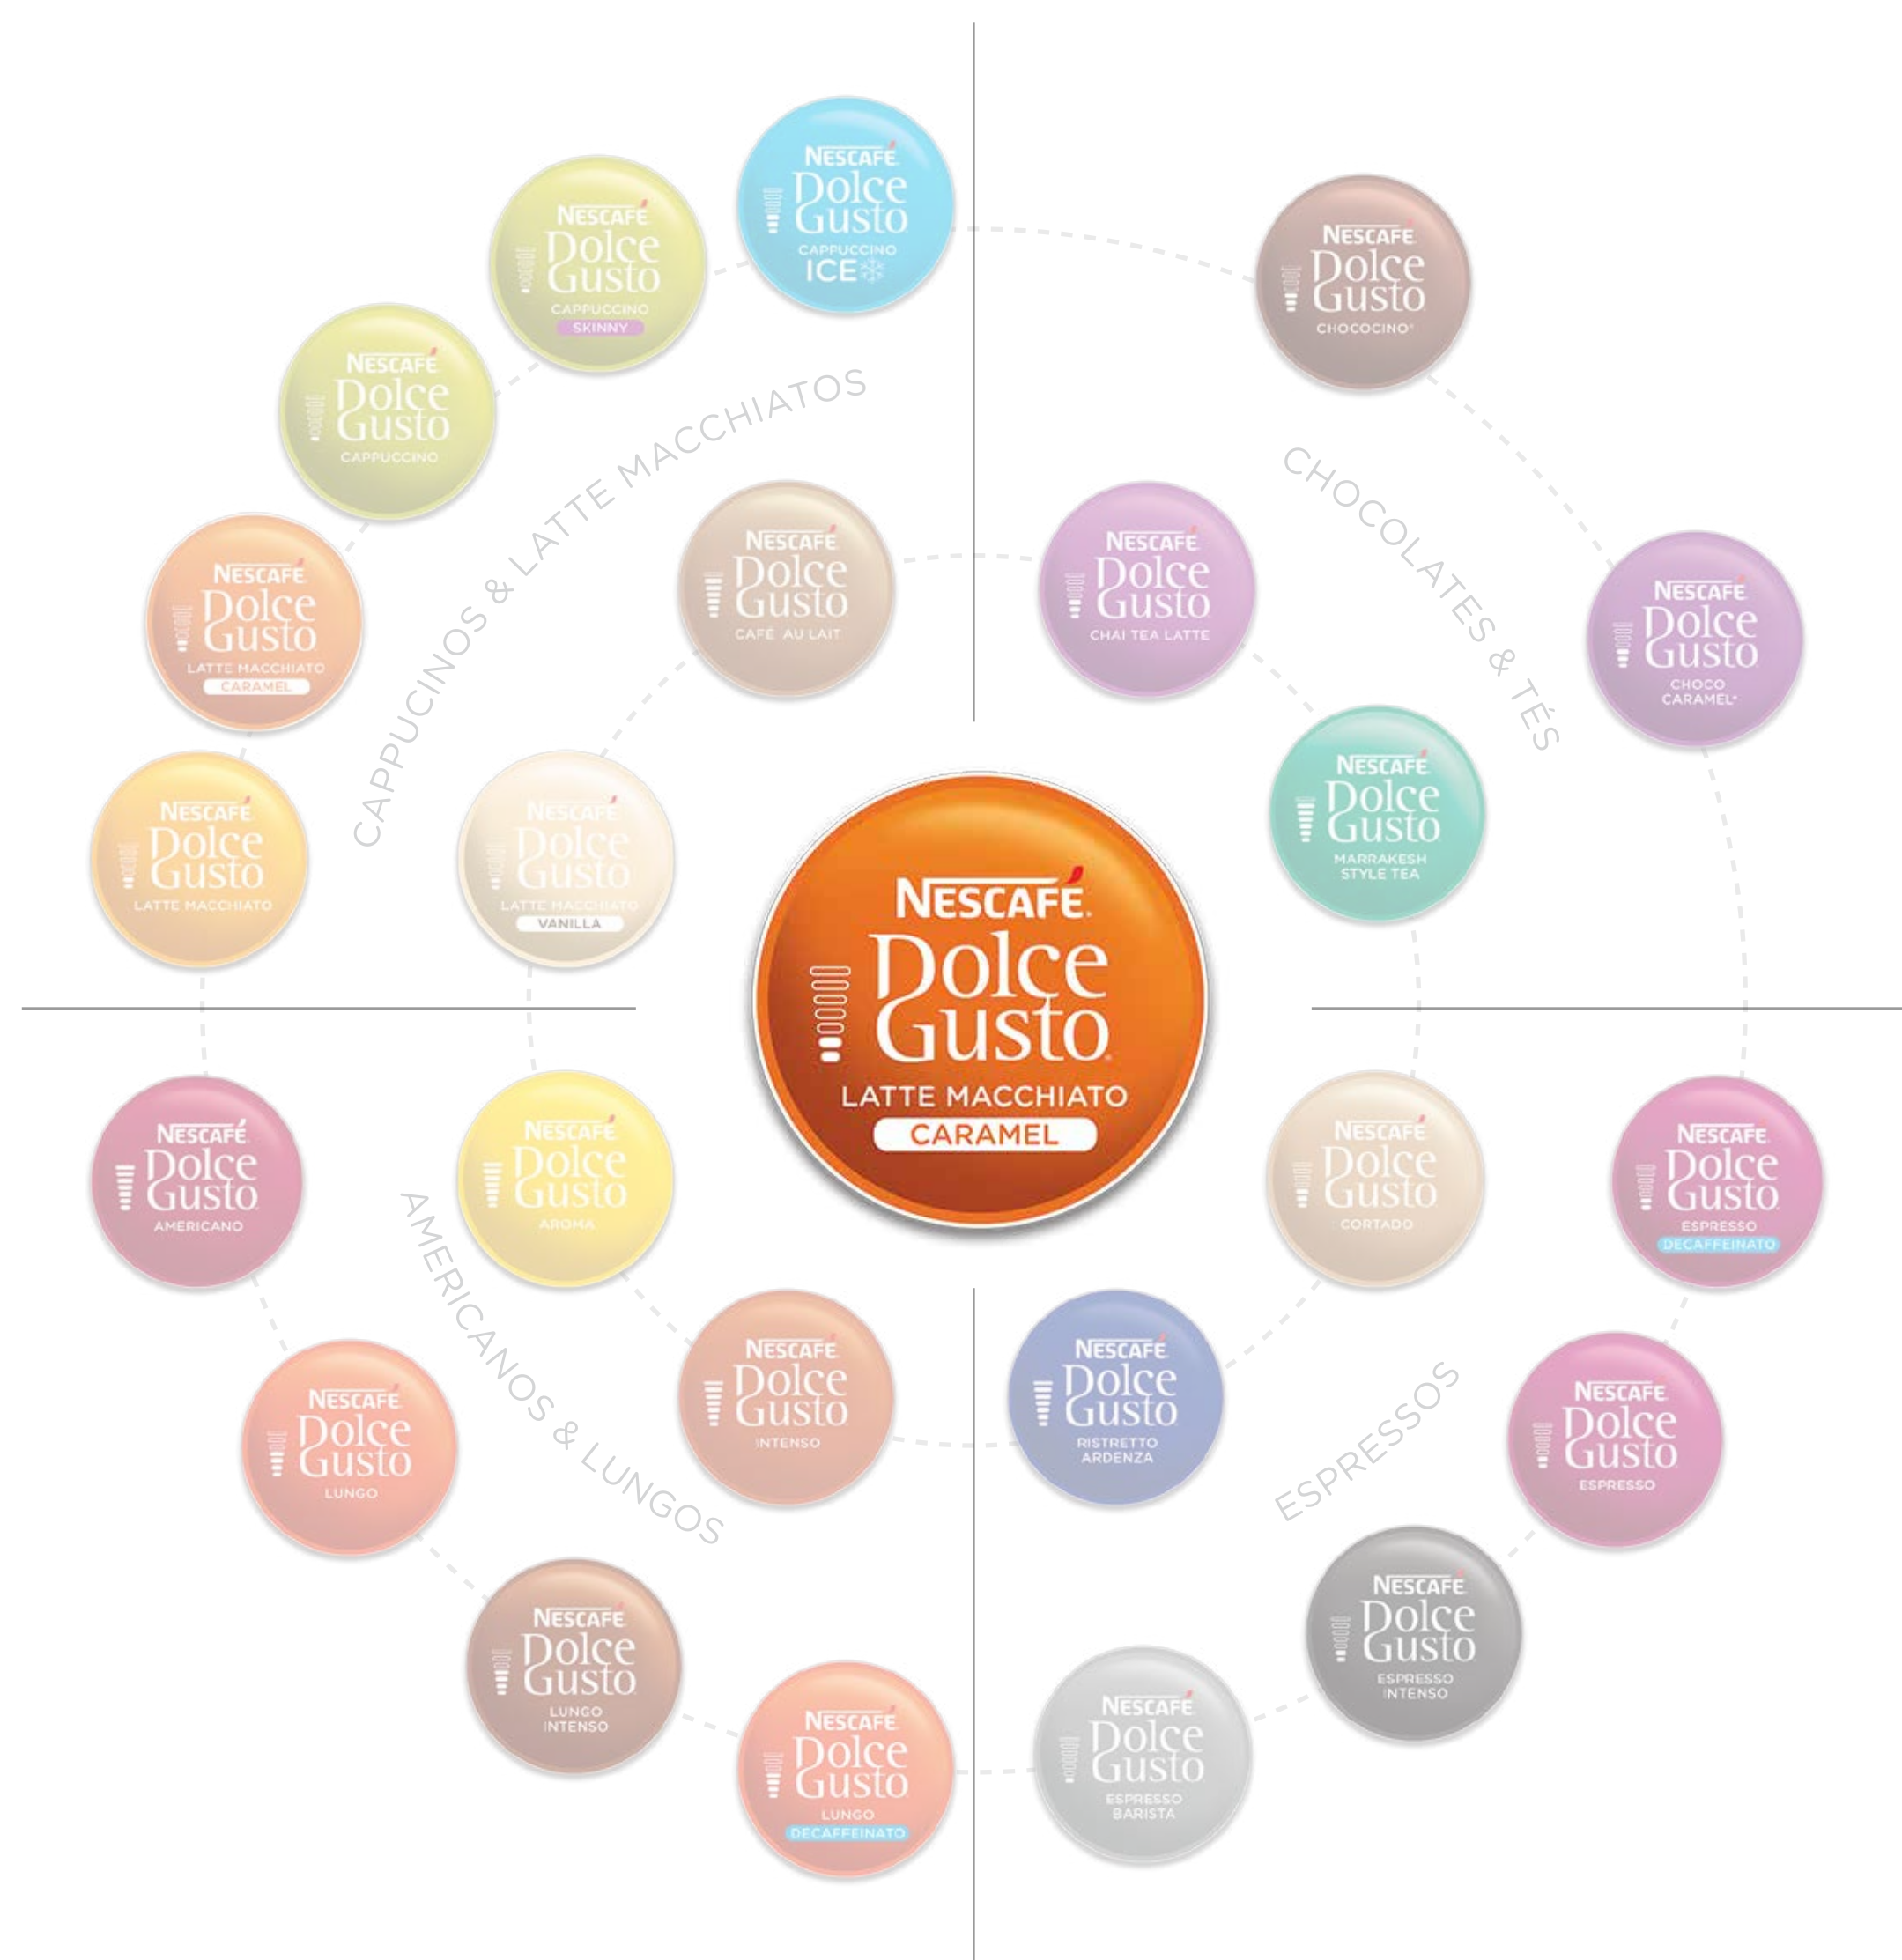 NESCAFÉ
Dolce
Gusto
CAPPUCCINO
ICE
NESCAFÉ
Dolce
Gusto
CAPPUCCINO
SKINNY
NESCAFÉ
Dolce
Gusto
CAPPUCCINO
NESCAFÉ
Dolce
Gusto
LATTE MACCHIATO
CARAMEL
NESCAFÉ
Dolce
Gusto
LATTE MACCHIATO
CAPPUCINOS & LATTE MACCHIATOS
NESCAFÉ
Dolce
Gusto
CAFÉ AU LAIT
NESCAFÉ
Dolce
Gusto
LATTE MACCHIATO
VANILLA
NESCAFÉ
Dolce
Gusto
CHOCOCINO*
CHOCOLATES & TÉS
NESCAFÉ
Dolce
Gusto
CHAI TEA LATTE
NESCAFÉ
Dolce
Gusto
CHOCO
CARAMEL*
NESCAFÉ
Dolce
Gusto
MARRAKESH
STYLE TEA
NESCAFÉ
Dolce
Gusto
LATTE MACCHIATO
CARAMEL
NESCAFÉ
Dolce
Gusto
AMERICANO
NESCAFÉ
Dolce
Gusto
AROMA
AMERICANOS & LUNGOS
NESCAFÉ
Dolce
Gusto
INTENSO
NESCAFÉ
Dolce
Gusto
LUNGO
NESCAFÉ
Dolce
Gusto
LUNGO
INTENSO
NESCAFÉ
Dolce
Gusto
LUNGO
DECAFFEINATO
NESCAFÉ
Dolce
Gusto
CORTADO
NESCAFÉ
Dolce
Gusto
ESPRESSO
DECAFFEINATO
NESCAFÉ
Dolce
Gusto
RISTRETTO
ARDENZA
ESPRESSOS
NESCAFÉ
Dolce
Gusto
ESPRESSO
NESCAFÉ
Dolce
Gusto
ESPRESSO
INTENSO
NESCAFÉ
Dolce
Gusto
ESPRESSO
BARISTA